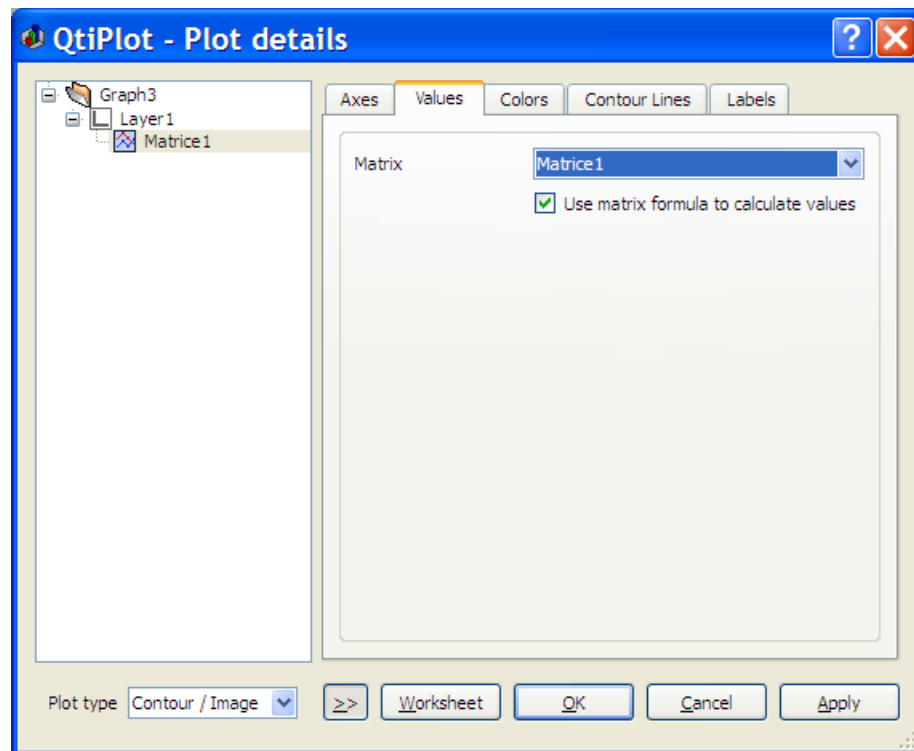 QtiPlot - Plot details
Graph3
Layer1
Matrice1
Axes Values Colors Contour Lines Labels
Matrix Matrice1
Use matrix formula to calculate values
Plot type Contour / Image >> Worksheet OK Cancel Apply